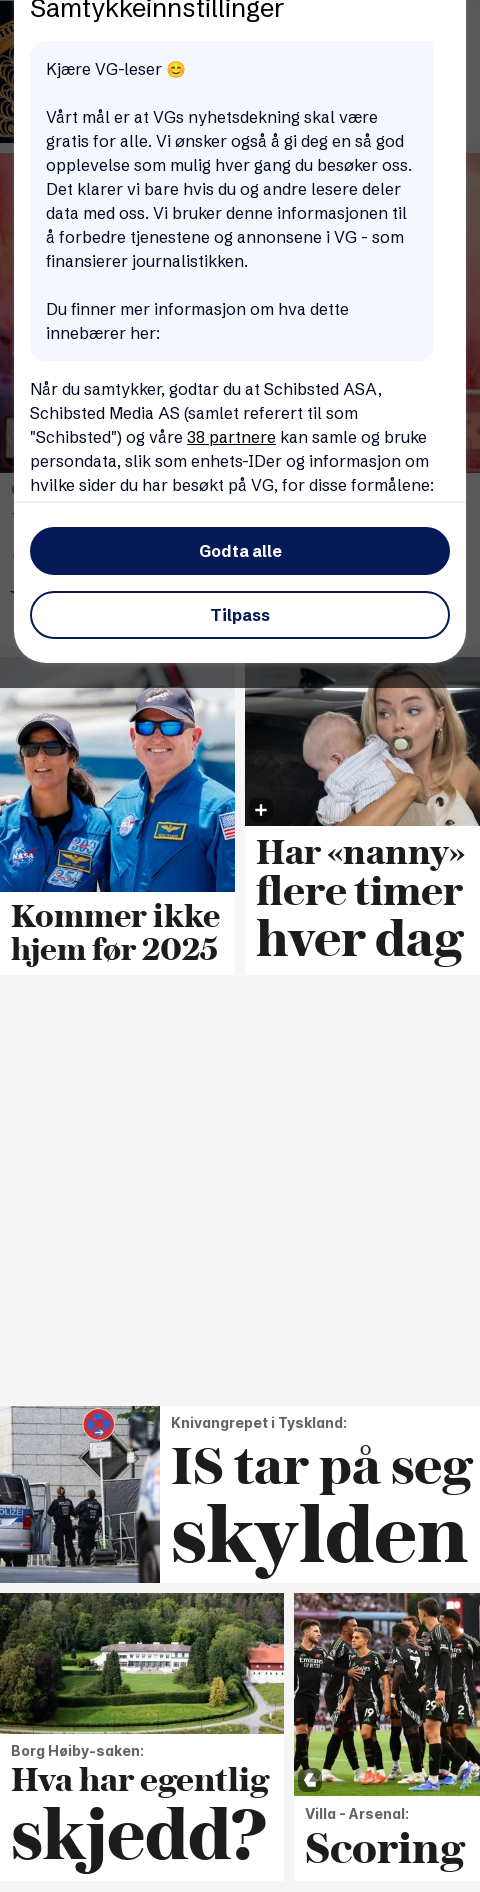 Samtykkeinnstillinger
Kjære VG-leser 😊
Vårt mål er at VGs nyhetsdekning skal være
gratis for alle. Vi ønsker også å gi deg en så god
opplevelse som mulig hver gang du besøker oss.
Det klarer vi bare hvis du og andre lesere deler
data med oss. Vi bruker denne informasjonen til
å forbedre tjenestene og annonsene i VG - som
finansierer journalistikken.
Du finner mer informasjon om hva dette
innebærer her:
Når du samtykker, godtar du at Schibsted ASA,
Schibsted Media AS (samlet referert til som
"Schibsted") og våre 38 partnere kan samle og bruke
persondata, slik som enhets-IDer og informasjon om
hvilke sider du har besøkt på VG, for disse formålene:
Godta alle
Tilpass
NASA
Kommer ikke
hjem før 2025
Har «nanny»
flere timer
hver dag
POLIZEI
Knivangrepet i Tyskland:
IS tar på seg
skylden
Borg Høiby-saken:
Hva har egentlig
skjedd?
7
19
29
2
Villa - Arsenal:
Scoring